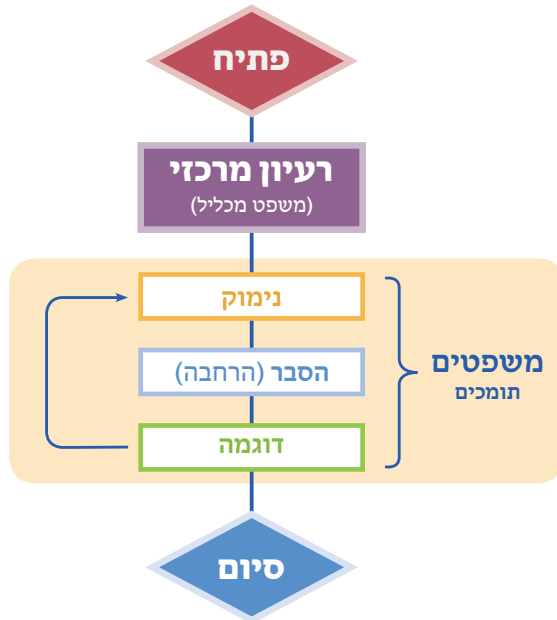 פתיח
רעיון מרכזי
(משפט מכליל)
נימוק
הסבר (הרחבה)
דוגמה
משפטים
תומכים
סיום